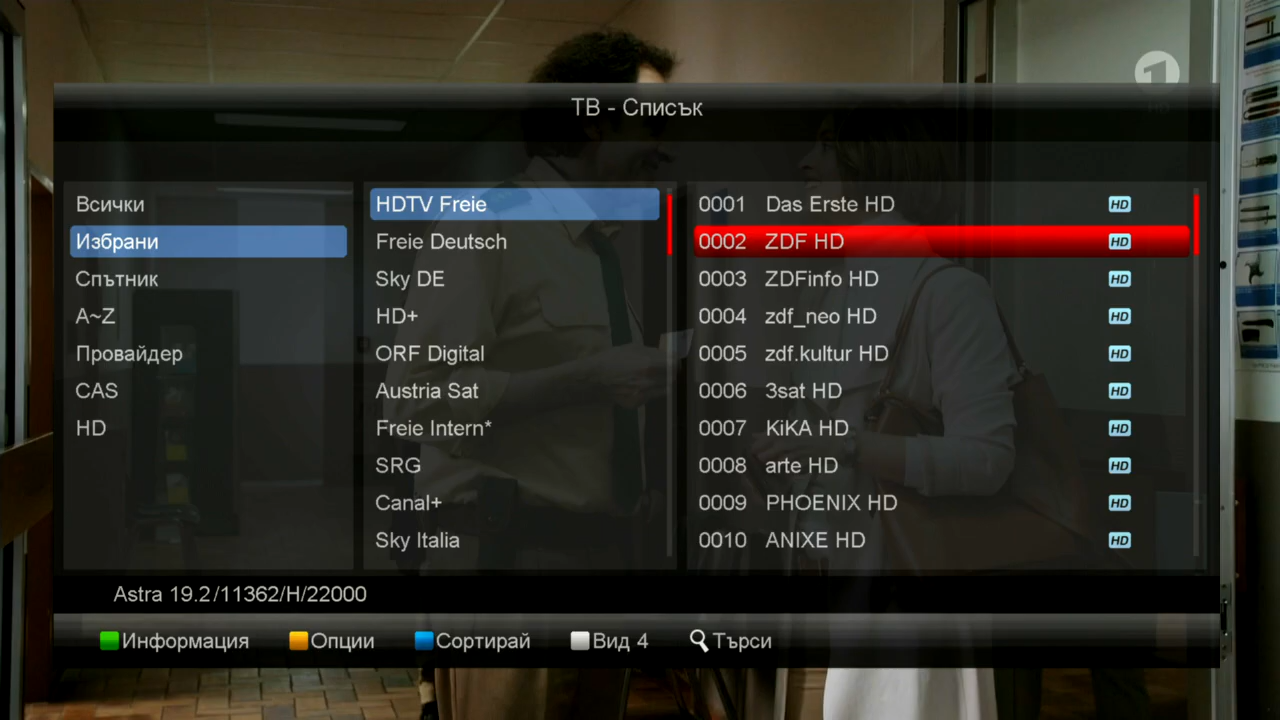 ТВ - Списък
Всички
Избрани
Спътник
A~Z
Провайдер
CAS
HD
HDTV Freie
Freie Deutsch
Sky DE
HD+
ORF Digital
Austria Sat
Freie Intern*
SRG
Canal+
Sky Italia
0001 Das Erste HD HD
0002 ZDF HD HD
0003 ZDFinfo HD HD
0004 zdf_neo HD HD
0005 zdf.kultur HD HD
0006 3sat HD HD
0007 KiKA HD HD
0008 arte HD HD
0009 PHOENIX HD HD
0010 ANIXE HD HD
Astra 19.2/11362/H/22000
Информация Опции Сортирай Вид 4 Търси
1
HD